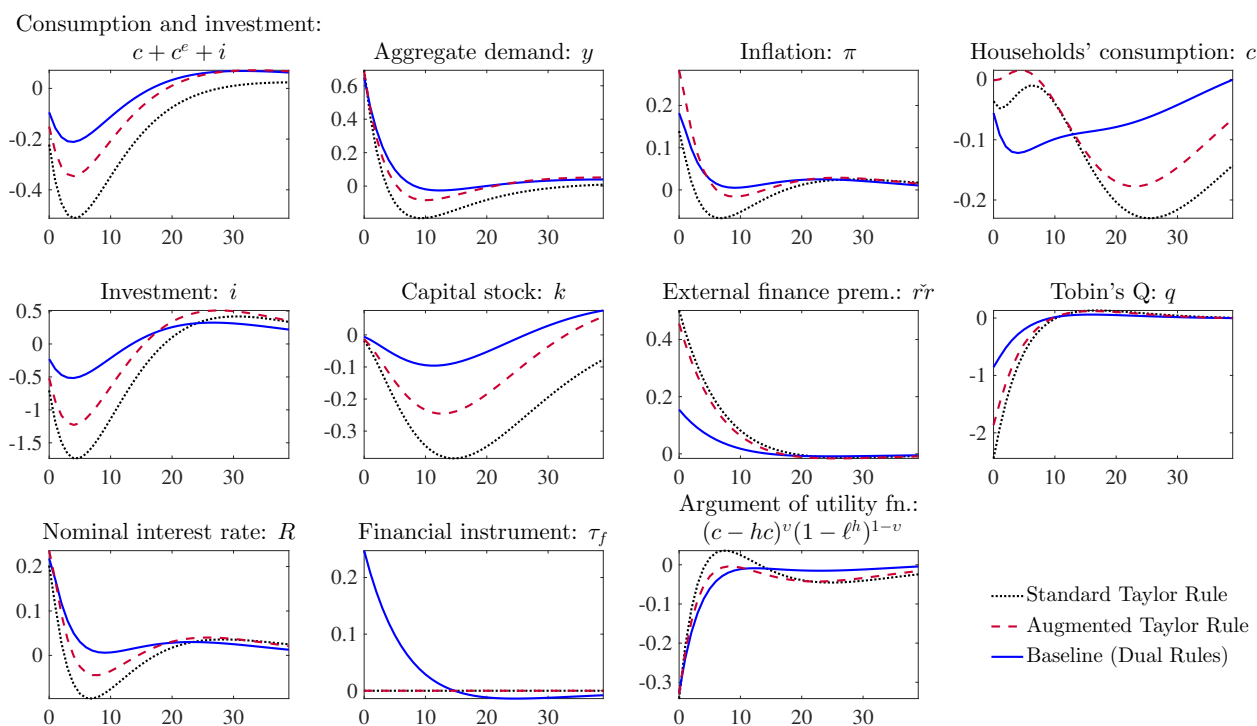 Consumption and investment:
c + c^e + i
Aggregate demand: y
Inflation: π
Households' consumption: c
0
-0.2
-0.4
0 10 20 30
0.6
0.4
0.2
0
0 10 20 30
0.2
0.1
0
0 10 20 30
0
-0.1
-0.2
0 10 20 30
Investment: i
Capital stock: k
External finance prem.: řr
Tobin's Q: q
0.5
0
-0.5
-1
-1.5
0 10 20 30
0
-0.1
-0.2
-0.3
0 10 20 30
0.4
0.2
0
0 10 20 30
0
-1
-2
0 10 20 30
Nominal interest rate: R
Financial instrument: τ_f
Argument of utility fn.:
(c − hc)^v(1 − ℓ^h)^{1−v}
0.2
0.1
0
0 10 20 30
0.2
0.1
0
0 10 20 30
0
-0.1
-0.2
-0.3
0 10 20 30
Standard Taylor Rule
Augmented Taylor Rule
Baseline (Dual Rules)